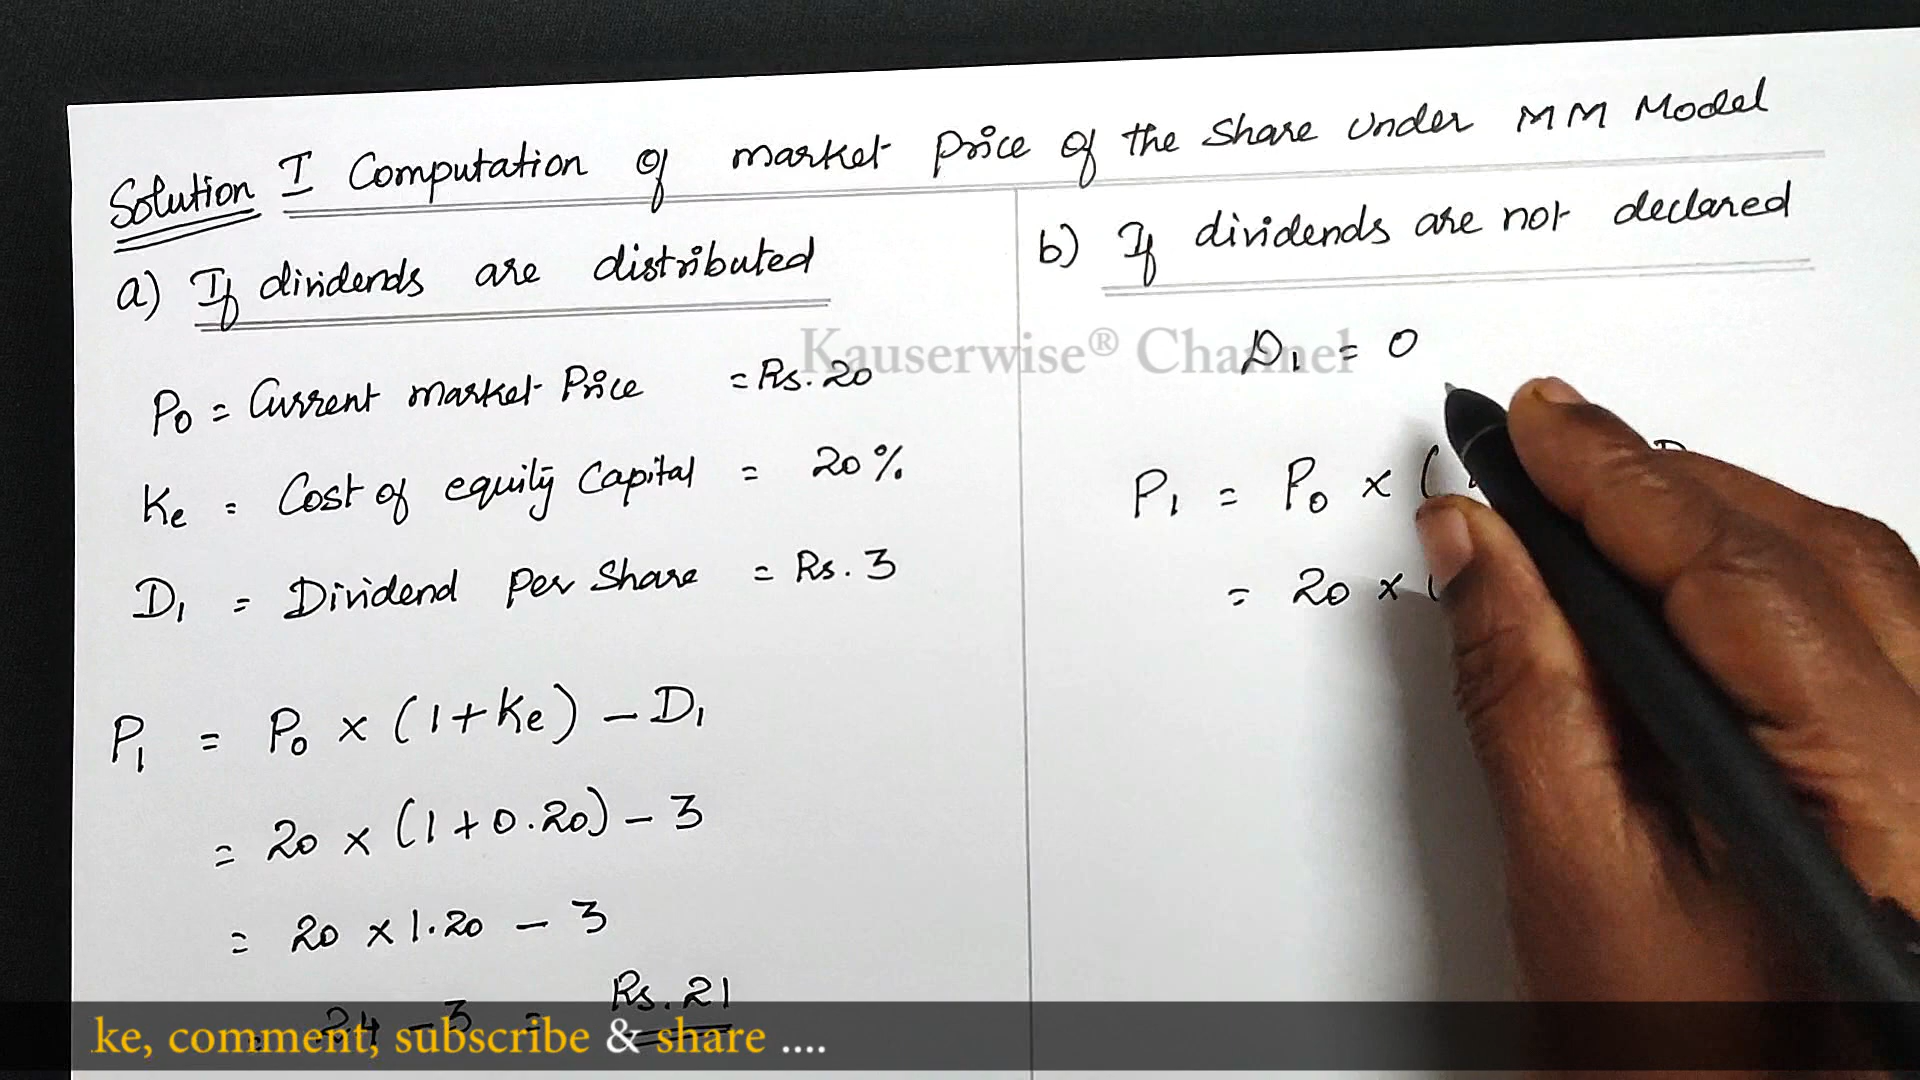 Solution I Computation of market Price of the Share Under MM Model
a) If dividends are distributed
P0 = Current market Price = Rs. 20
Ke = Cost of equity Capital = 20%
D1 = Dividend Per Share = Rs. 3
P1 = P0 × (1+Ke) – D1
= 20 × (1 + 0.20) – 3
= 20 × 1.20 – 3
= 24 – 3 = Rs. 21
b) If dividends are not declared
D1 = 0
P1 = P0 × (
= 20 × (
Kauserwise® Channel
ke, comment, subscribe & share ....